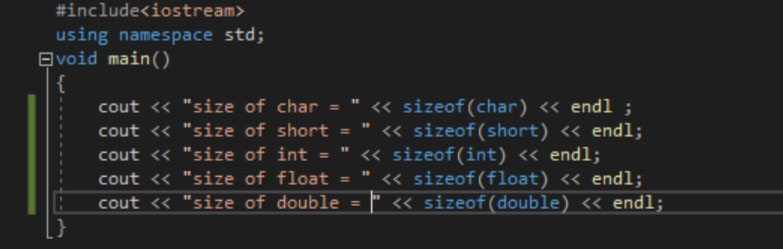 #include<iostream>
using namespace std;
void main()
{
cout << "size of char = " << sizeof(char) << endl ;
cout << "size of short = " << sizeof(short) << endl;
cout << "size of int = " << sizeof(int) << endl;
cout << "size of float = " << sizeof(float) << endl;
cout << "size of double = " << sizeof(double) << endl;
}